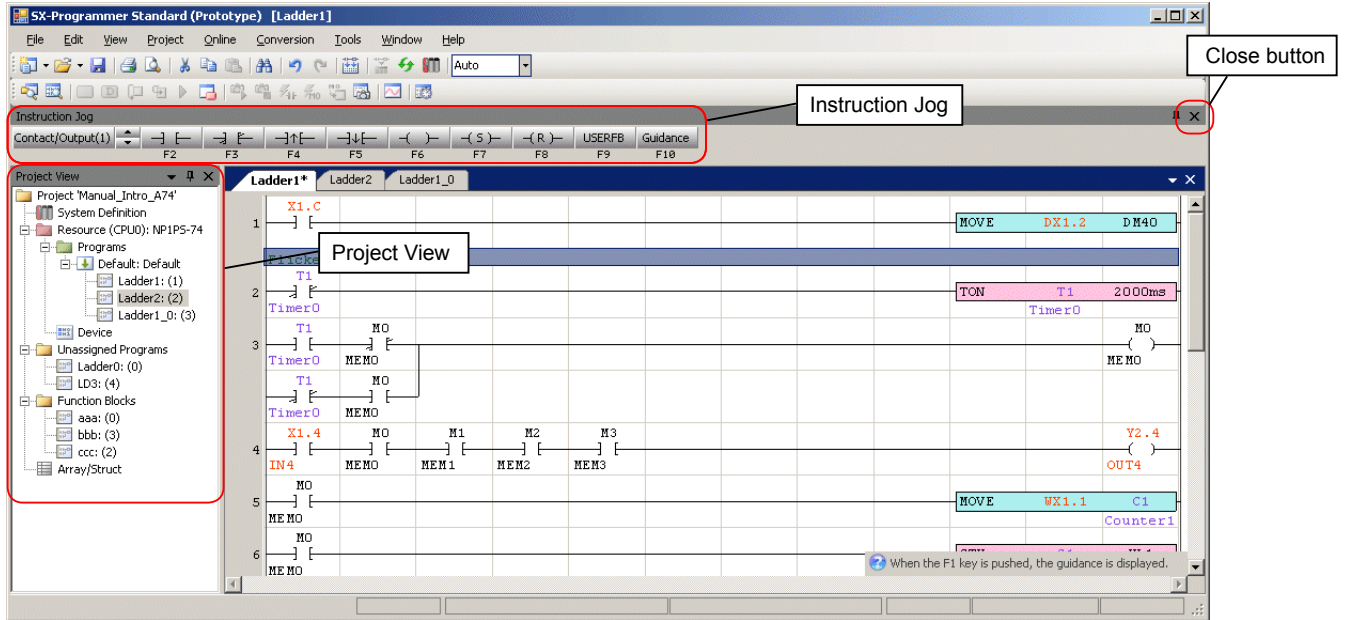 SX-Programmer Standard (Prototype) [Ladder1]
File Edit View Project Online Conversion Tools Window Help
Auto
Close button
Instruction Jog
Instruction Jog
Contact/Output(1) ( ) ( S ) ( R ) USERFB Guidance
F2 F3 F4 F5 F6 F7 F8 F9 F10
Project View
Ladder1* Ladder2 Ladder1_0
Project 'Manual_Intro_A74'
System Definition
Resource (CPU0): NP1PS-74
Programs
Default: Default
Ladder1: (1)
Ladder2: (2)
Ladder1_0: (3)
Device
Unassigned Programs
Ladder0: (0)
LD3: (4)
Function Blocks
aaa: (0)
bbb: (3)
ccc: (2)
Array/Struct
Project View
X1.C
1 MOVE DX1.2 DM40
T1
2 TON T1 2000ms
Timer0 Timer0
T1 M0 M0
3
Timer0 MEM0 MEM0
T1 M0
Timer0 MEM0
X1.4 M0 M1 M2 M3 Y2.4
4
IN4 MEM0 MEM1 MEM2 MEM3 OUT4
M0
5 MOVE WX1.1 C1
MEM0 Counter1
M0
6
MEM0
When the F1 key is pushed, the guidance is displayed.